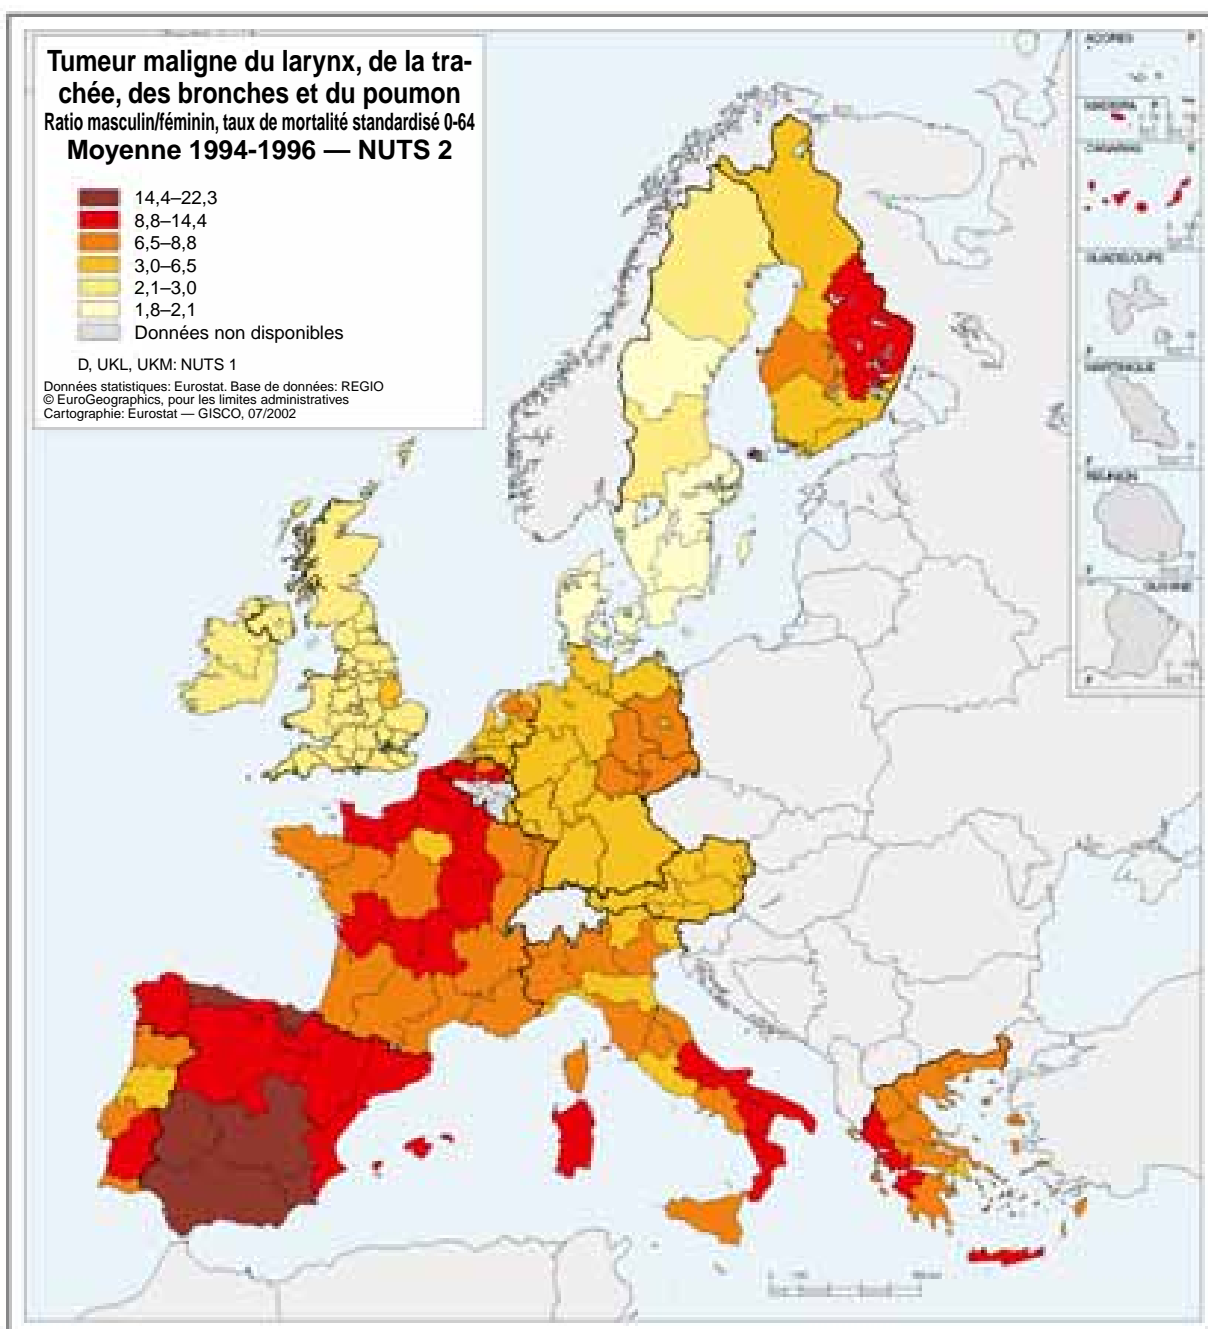 Tumeur maligne du larynx, de la tra-
chée, des bronches et du poumon
Ratio masculin/féminin, taux de mortalité standardisé 0-64
Moyenne 1994-1996 — NUTS 2
14,4–22,3
8,8–14,4
6,5–8,8
3,0–6,5
2,1–3,0
1,8–2,1
Données non disponibles
D, UKL, UKM: NUTS 1
Données statistiques: Eurostat. Base de données: REGIO
© EuroGeographics, pour les limites administratives
Cartographie: Eurostat — GISCO, 07/2002
AÇORES P
MADEIRA P
CANARIAS E
GUADELOUPE
F
MARTINIQUE
F
RÉUNION
F
GUYANE
F